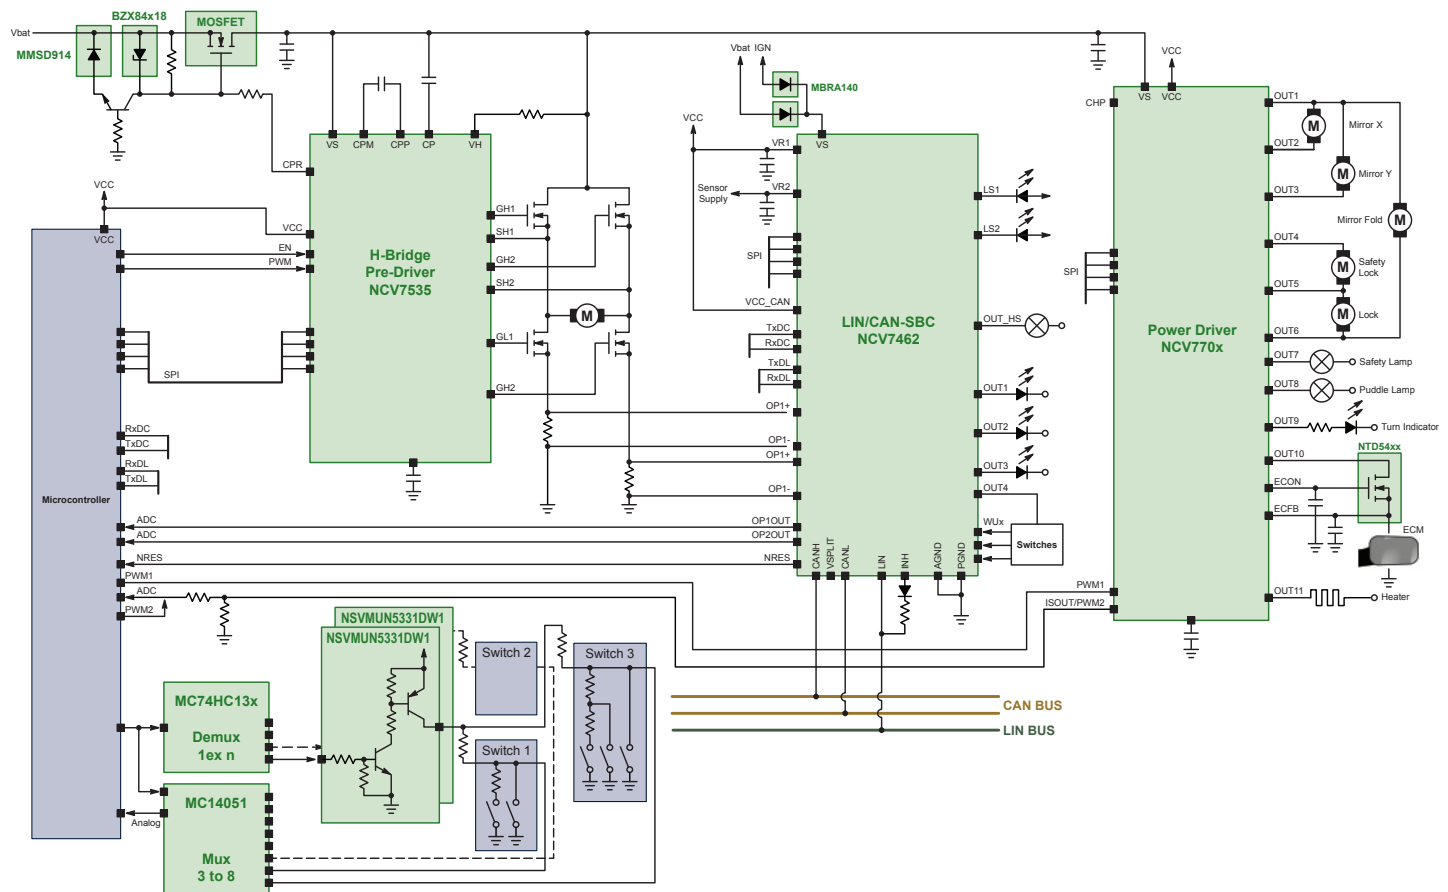 BZX84x18
MOSFET
Vbat
MMSD914
Vbat IGN
MBRA140
VCC
VS
VCC
CHP
OUT1
Mirror X
M
OUT2
Mirror Y
M
OUT3
Mirror Fold
M
OUT4
Safety
Lock
M
OUT5
Lock
M
OUT6
OUT7
Safety Lamp
OUT8
Puddle Lamp
OUT9
Turn Indicator
NTD54xx
OUT10
ECON
ECFB
ECM
OUT11
Heater
SPI
Power Driver
NCV770x
PWM1
ISOUT/PWM2
VS
CPM
CPP
CP
VH
CPR
VCC
VCC
VCC
EN
PWM
H-Bridge
Pre-Driver
NCV7535
GH1
SH1
GH2
SH2
M
GL1
GH2
SPI
VCC
VR1
VS
Sensor
Supply
VR2
LS1
LS2
SPI
VCC_CAN
LIN/CAN-SBC
NCV7462
OUT_HS
TxDC
RxDC
TxDL
RxDL
OUT1
OP1+
OUT2
OP1-
OP1+
OUT3
OP1-
OUT4
WUx
Switches
OP1OUT
OP2OUT
NRES
CANH
VSPLIT
CANL
LIN
INH
AGND
PGND
Microcontroller
RxDC
TxDC
RxDL
TxDL
ADC
ADC
NRES
PWM1
ADC
PWM2
NSVMUN5331DW1
NSVMUN5331DW1
Switch 2
Switch 3
Switch 1
MC74HC13x
Demux
1ex n
MC14051
Analog
Mux
3 to 8
CAN BUS
LIN BUS